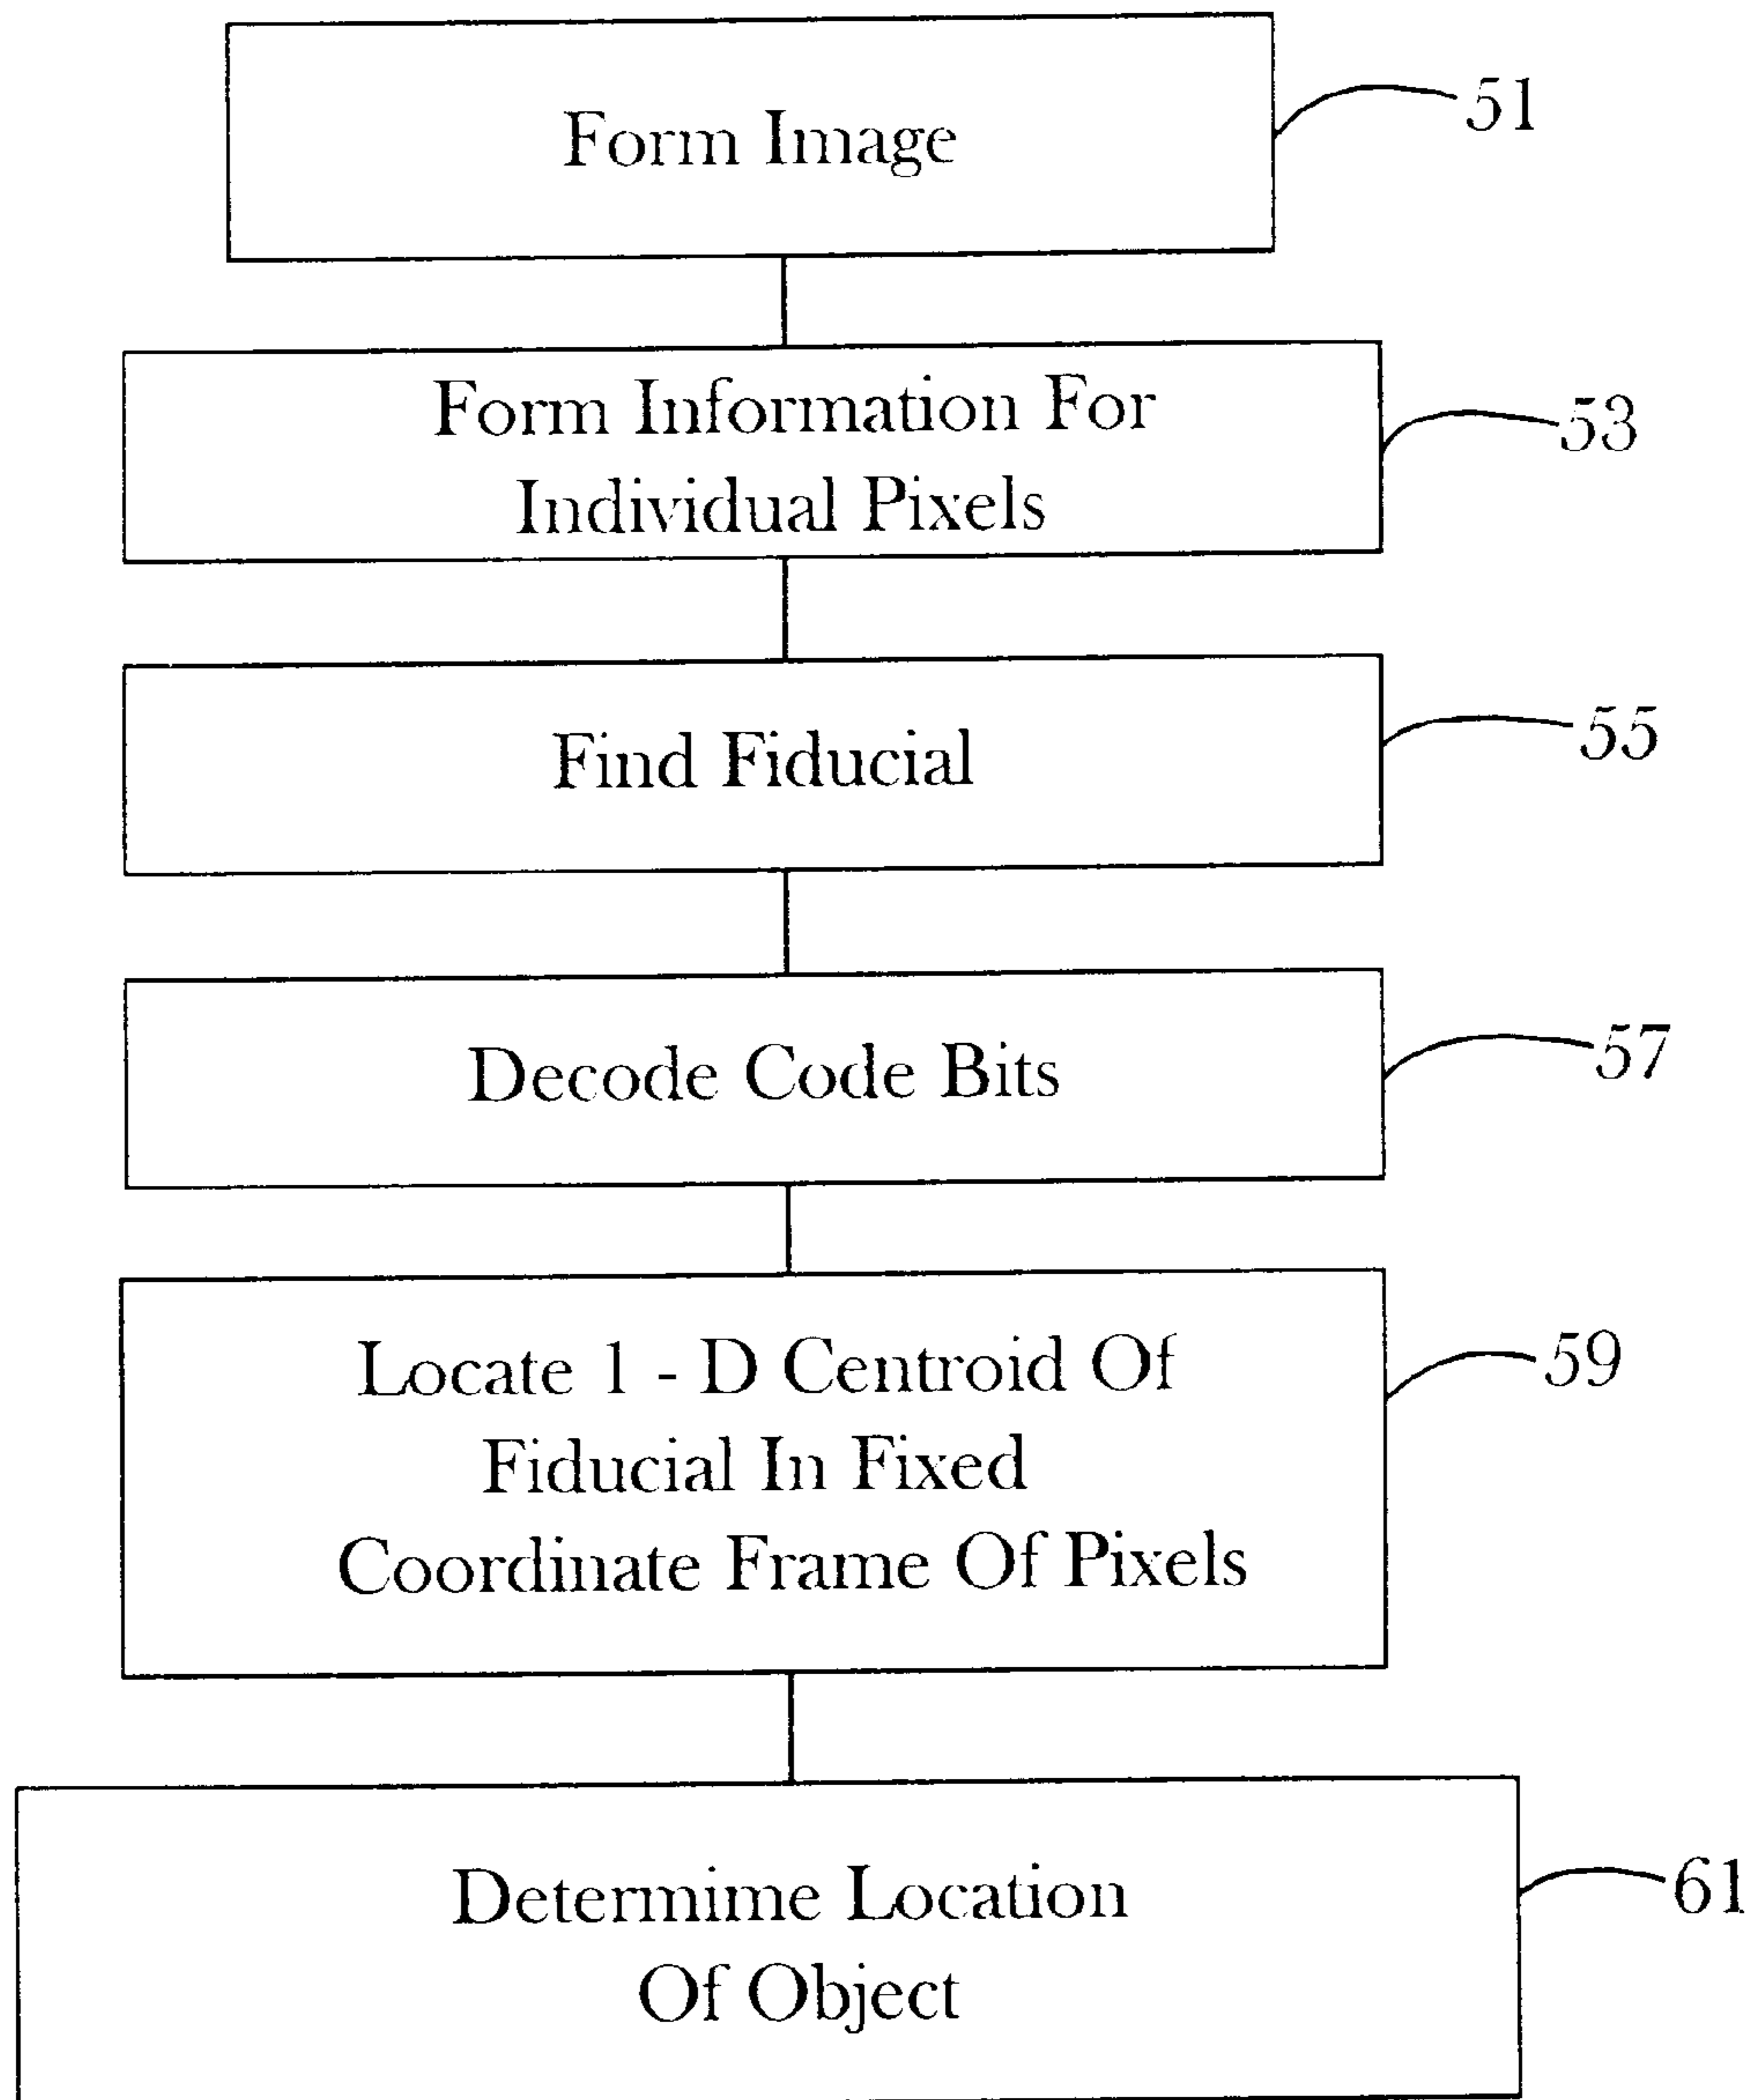 Form Image
51
Form Information For
Individual Pixels
53
Find Fiducial
55
Decode Code Bits
57
Locate 1 - D Centroid Of
Fiducial In Fixed
Coordinate Frame Of Pixels
59
Determime Location
Of Object
61